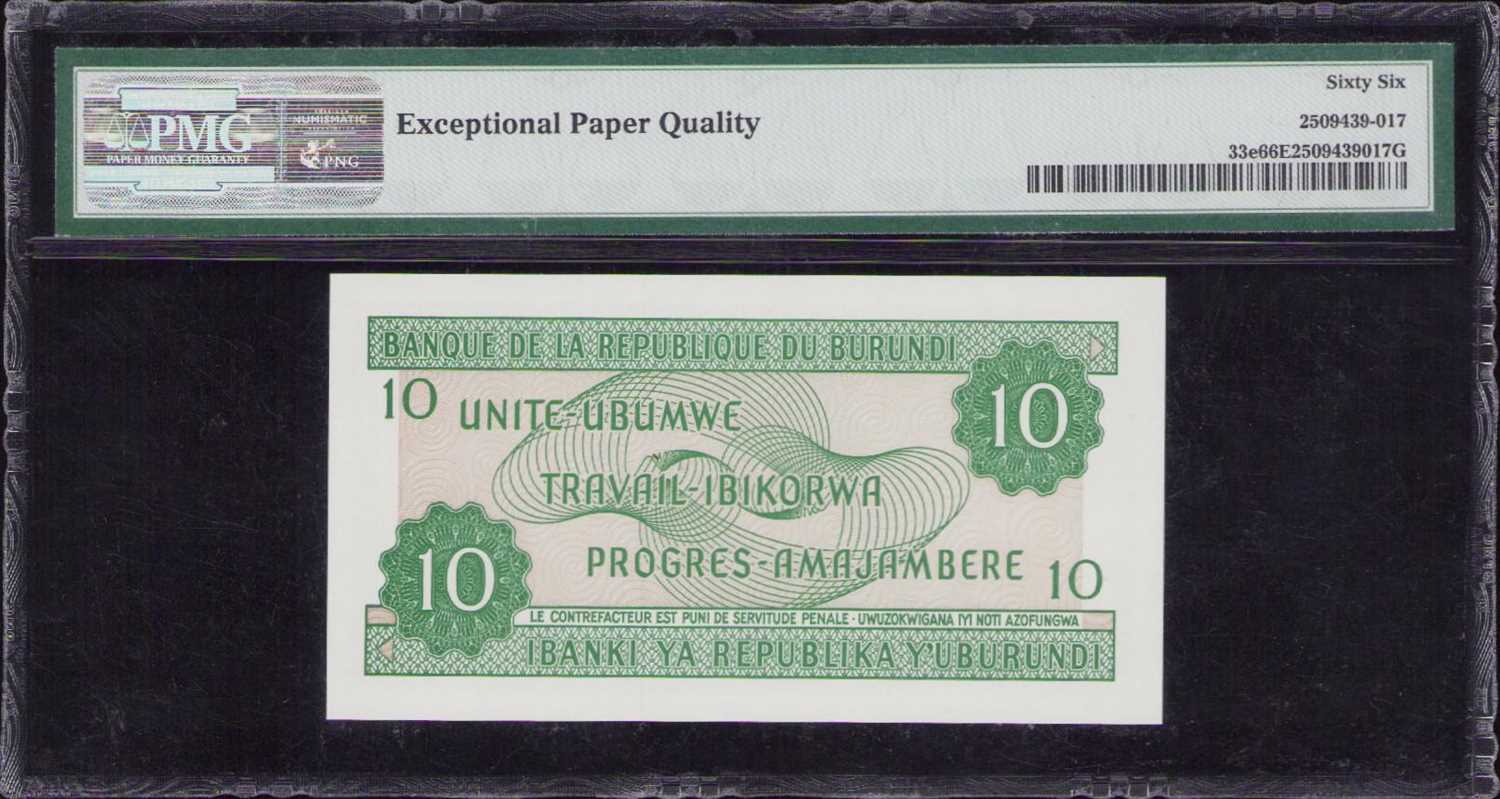 Sixty Six
PMG
PAPER MONEY GUARANTY
NUMISMATIC
PNG
Exceptional Paper Quality
2509439-017
33e66E2509439017G
BANQUE DE LA REPUBLIQUE DU BURUNDI
10
10
UNITE-UBUMWE
TRAVAIL-IBIKORWA
PROGRES-AMAJAMBERE
10
10
LE CONTREFACTEUR EST PUNI DE SERVITUDE PENALE · UWUZOKWIGANA IYI NOTI AZOFUNGWA
IBANKI YA REPUBLIKA Y'UBURUNDI